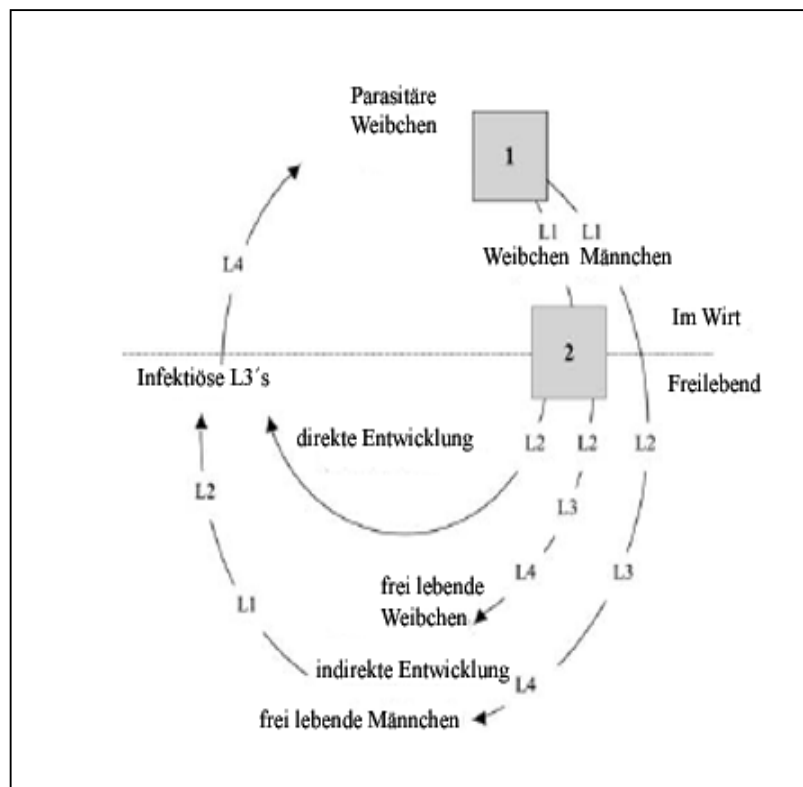 Parasitäre
Weibchen
1
L1 L1
Weibchen Männchen
L4
Im Wirt
2
Infektiöse L3´s
Freilebend
direkte Entwicklung
L2 L2 L2
L2
L3
L4
L3
frei lebende
Weibchen
L1
indirekte Entwicklung
L4
frei lebende Männchen